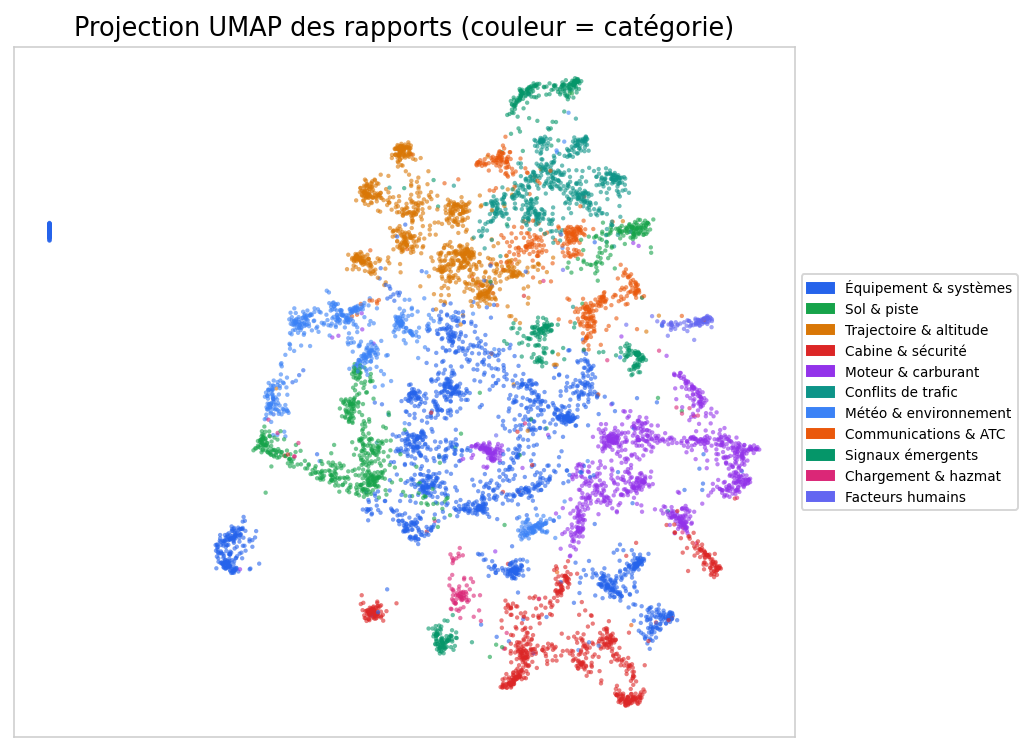 Projection UMAP des rapports (couleur = catégorie)
Équipement & systèmes
Sol & piste
Trajectoire & altitude
Cabine & sécurité
Moteur & carburant
Conflits de trafic
Météo & environnement
Communications & ATC
Signaux émergents
Chargement & hazmat
Facteurs humains